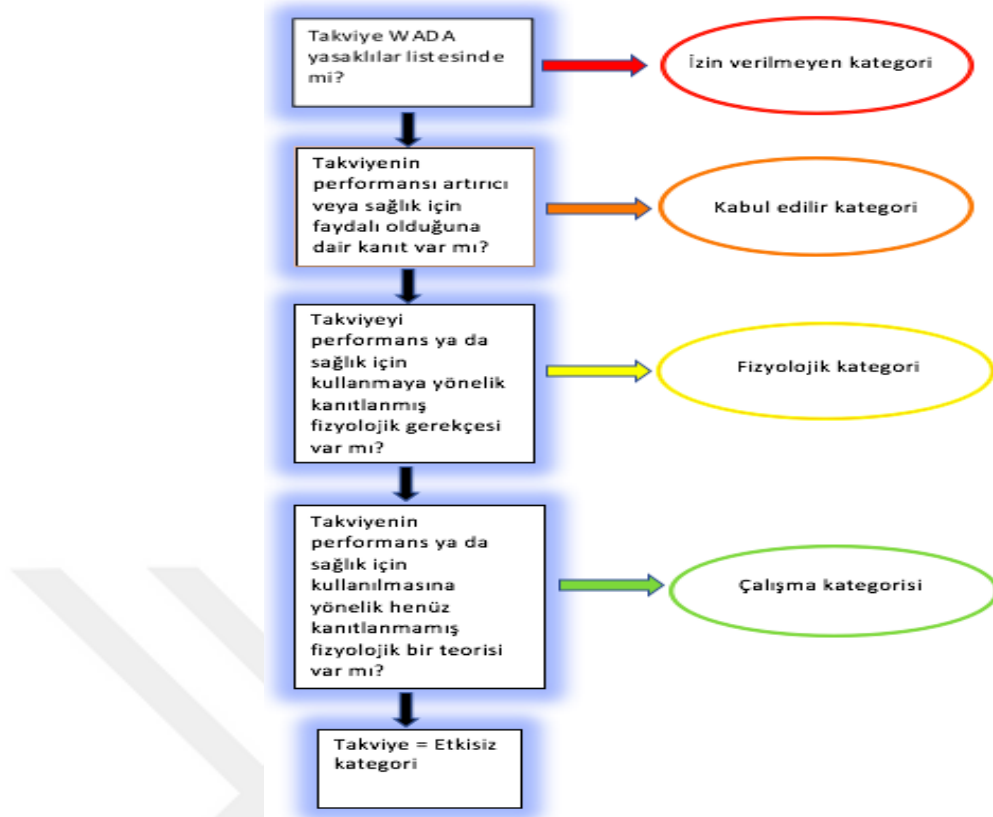 Takviye WADA
yasaklılar listesinde
mi?
İzin verilmeyen kategori
Takviyenin
performansı artırıcı
veya sağlık için
faydalı olduğuna
dair kanıt var mı?
Kabul edilir kategori
Takviyeyi
performans ya da
sağlık için
kullanmaya yönelik
kanıtlanmış
fizyolojik gerekçesi
var mı?
Fizyolojik kategori
Takviyenin
performans ya da
sağlık için
kullanılmasına
yönelik henüz
kanıtlanmamış
fizyolojik bir teorisi
var mı?
Çalışma kategorisi
Takviye = Etkisiz
kategori